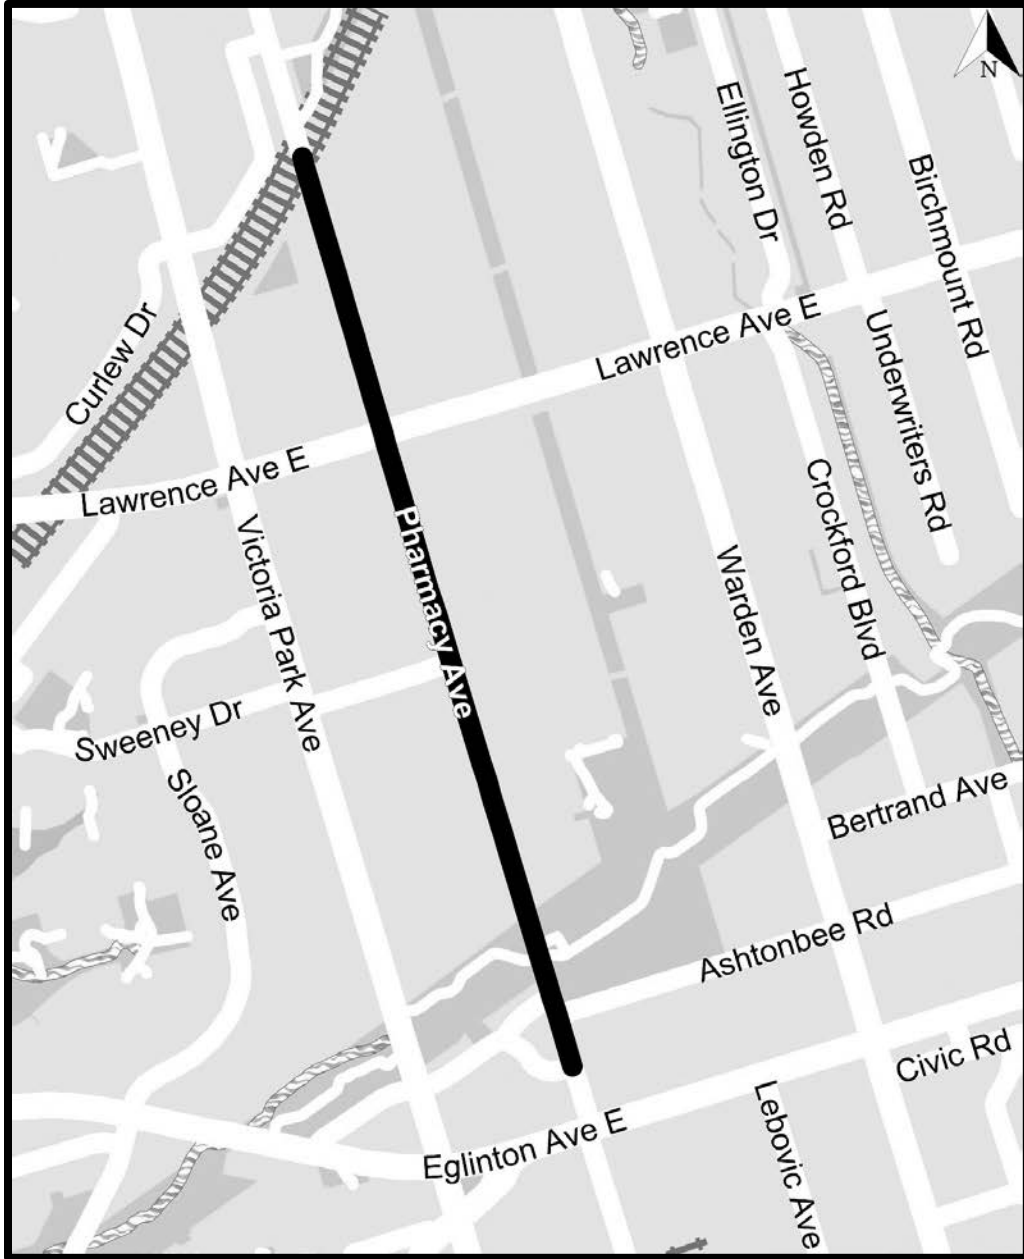 N
Ellington Dr
Howden Rd
Birchmount Rd
Curlew Dr
Lawrence Ave E
Underwriters Rd
Lawrence Ave E
Crockford Blvd
Pharmacy Ave
Victoria Park Ave
Warden Ave
Sweeney Dr
Sloane Ave
Bertrand Ave
Ashtonbee Rd
Civic Rd
Lebovic Ave
Eglinton Ave E